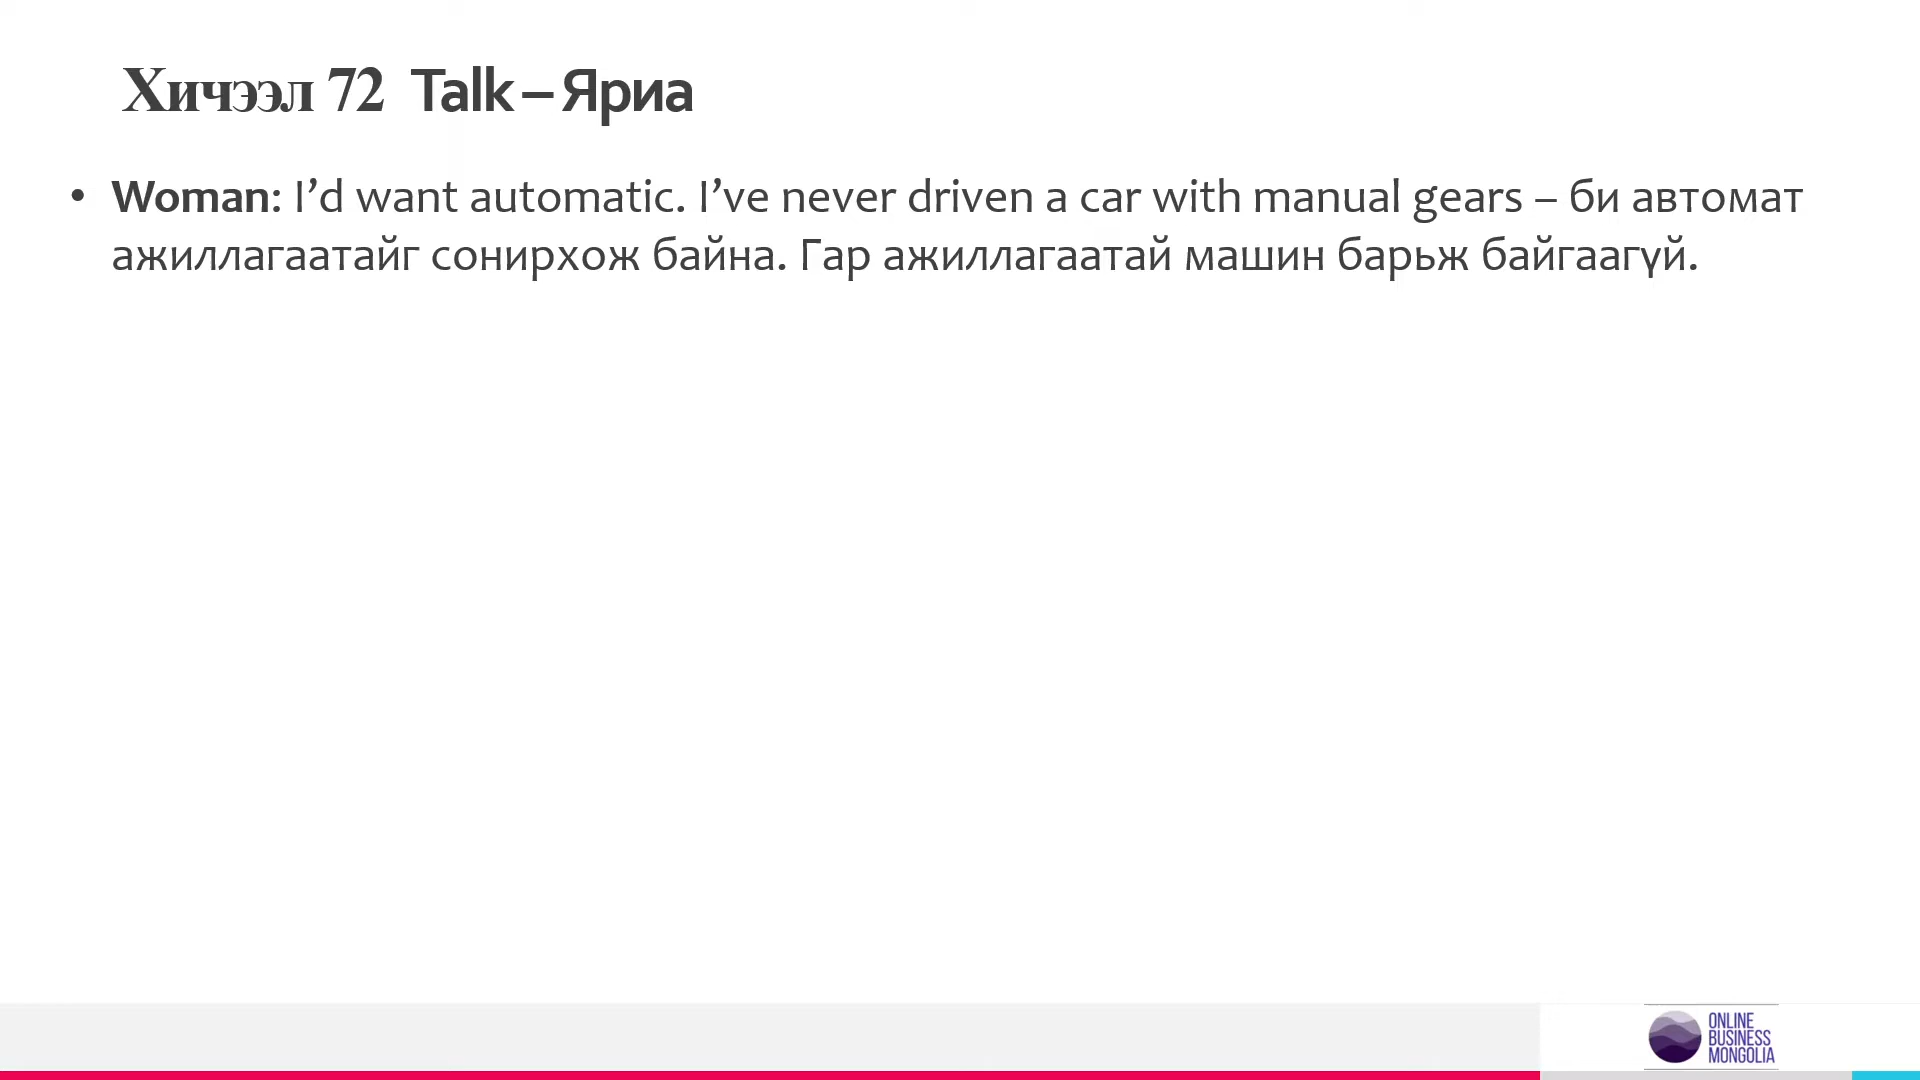 Хичээл 72 Talk – Яриа
• Woman: I’d want automatic. I’ve never driven a car with manual gears – би автомат
ажиллагаатайг сонирхож байна. Гар ажиллагаатай машин барьж байгаагүй.
ONLINE
BUSINESS
MONGOLIA